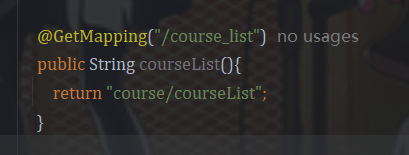 @GetMapping("/course_list") no usages
public String courseList(){
return "course/courseList";
}